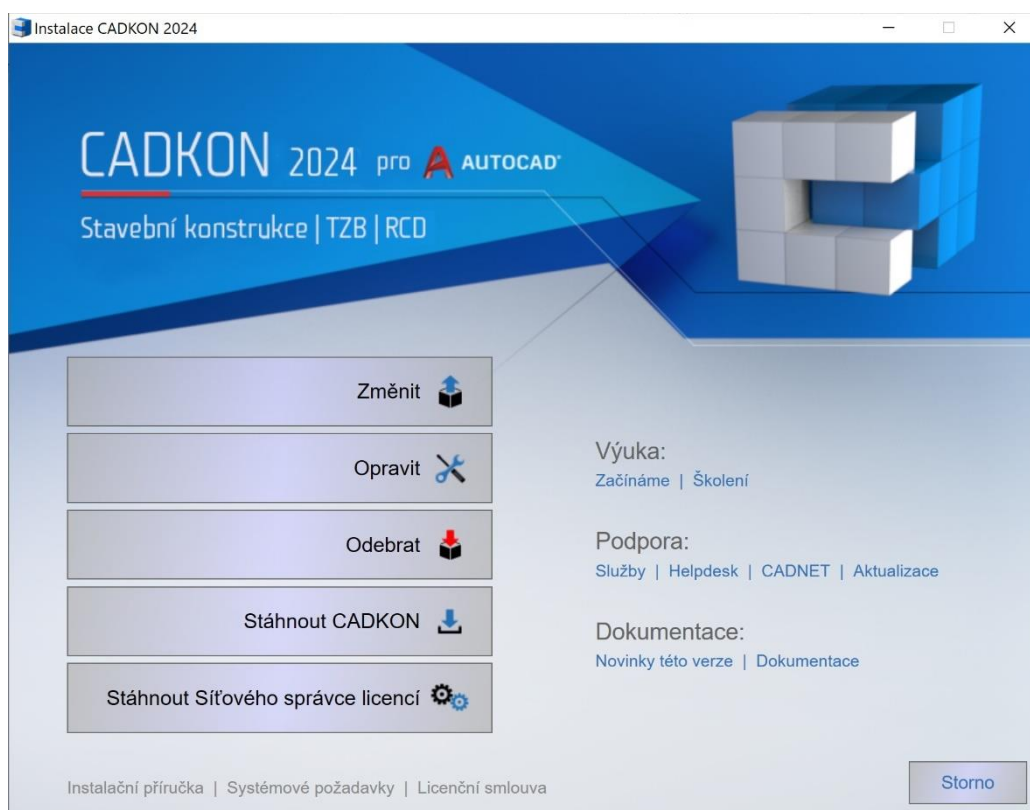 Instalace CADKON 2024
CADKON 2024 pro AUTOCAD
Stavební konstrukce | TZB | RCD
Změnit
Opravit
Odebrat
Stáhnout CADKON
Stáhnout Síťového správce licencí
Výuka:
Začínáme | Školení
Podpora:
Služby | Helpdesk | CADNET | Aktualizace
Dokumentace:
Novinky této verze | Dokumentace
Instalační příručka | Systémové požadavky | Licenční smlouva
Storno